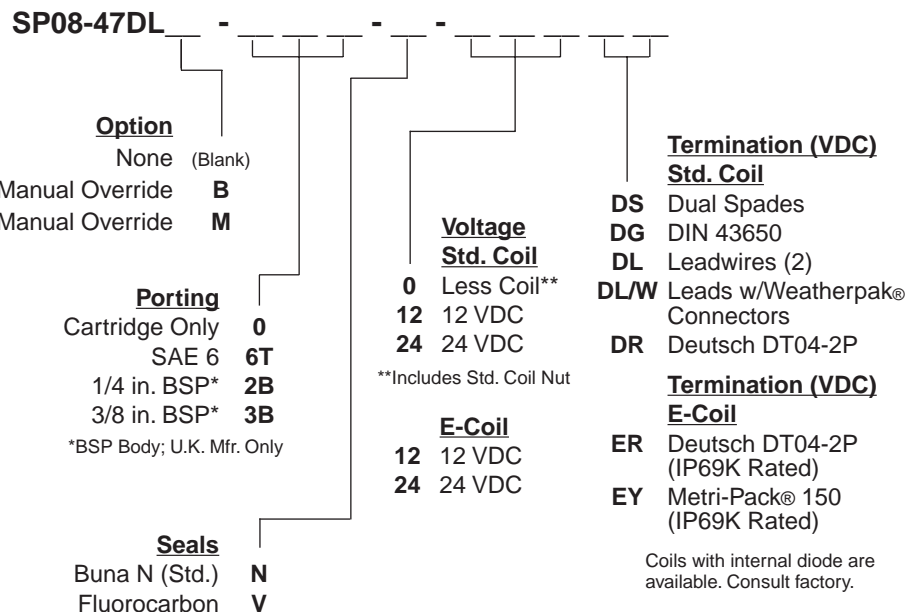 SP08-47DL__ - __ __ __ - __ - __ __ __ __ __
Option
None (Blank)
Manual Override B
Manual Override M
Porting
Cartridge Only 0
SAE 6 6T
1/4 in. BSP* 2B
3/8 in. BSP* 3B
*BSP Body; U.K. Mfr. Only
Seals
Buna N (Std.) N
Fluorocarbon V
Voltage
Std. Coil
0 Less Coil**
12 12 VDC
24 24 VDC
**Includes Std. Coil Nut
E-Coil
12 12 VDC
24 24 VDC
Termination (VDC)
Std. Coil
DS Dual Spades
DG DIN 43650
DL Leadwires (2)
DL/W Leads w/Weatherpak®
Connectors
DR Deutsch DT04-2P
Termination (VDC)
E-Coil
ER Deutsch DT04-2P
(IP69K Rated)
EY Metri-Pack® 150
(IP69K Rated)
Coils with internal diode are
available. Consult factory.